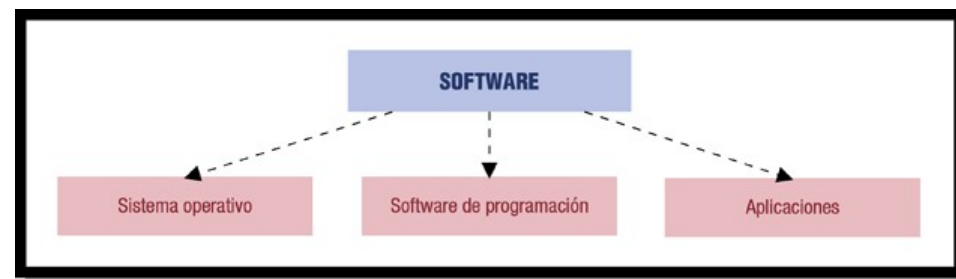 SOFTWARE
Sistema operativo
Software de programación
Aplicaciones